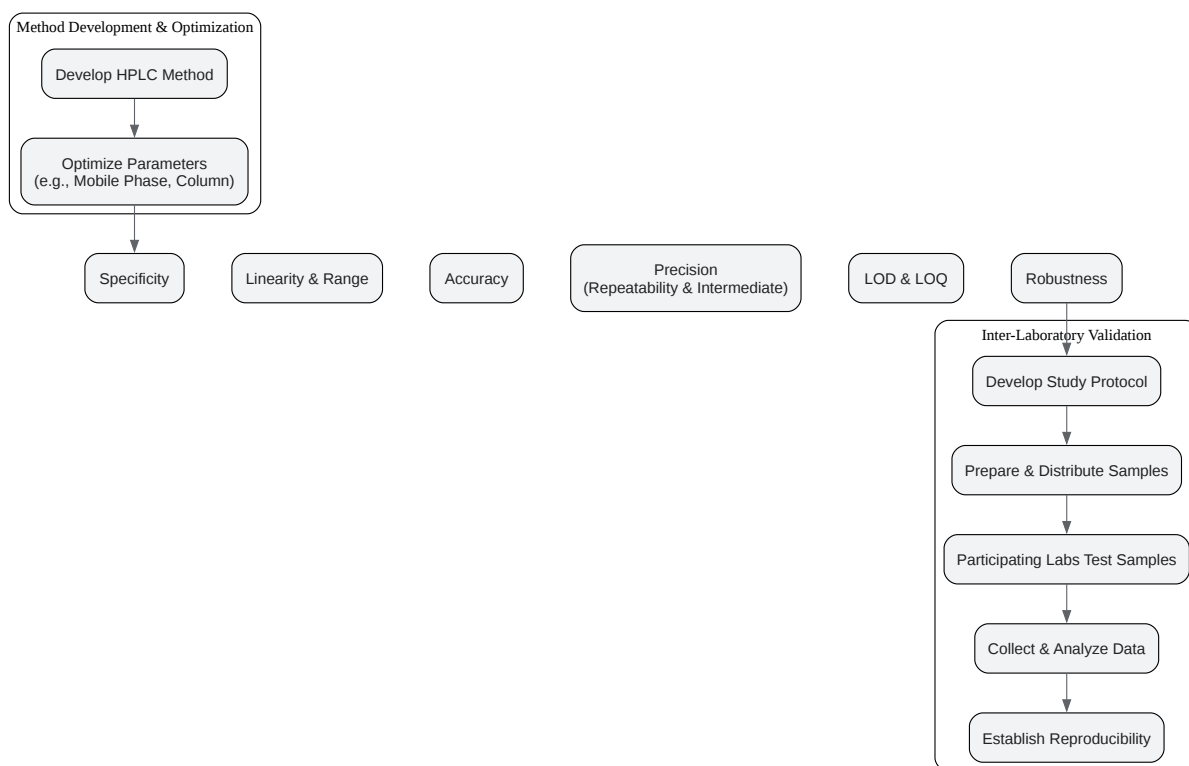 Method Development & Optimization
Develop HPLC Method
Optimize Parameters
(e.g., Mobile Phase, Column)
Specificity
Linearity & Range
Accuracy
Precision
(Repeatability & Intermediate)
LOD & LOQ
Robustness
Inter-Laboratory Validation
Develop Study Protocol
Prepare & Distribute Samples
Participating Labs Test Samples
Collect & Analyze Data
Establish Reproducibility